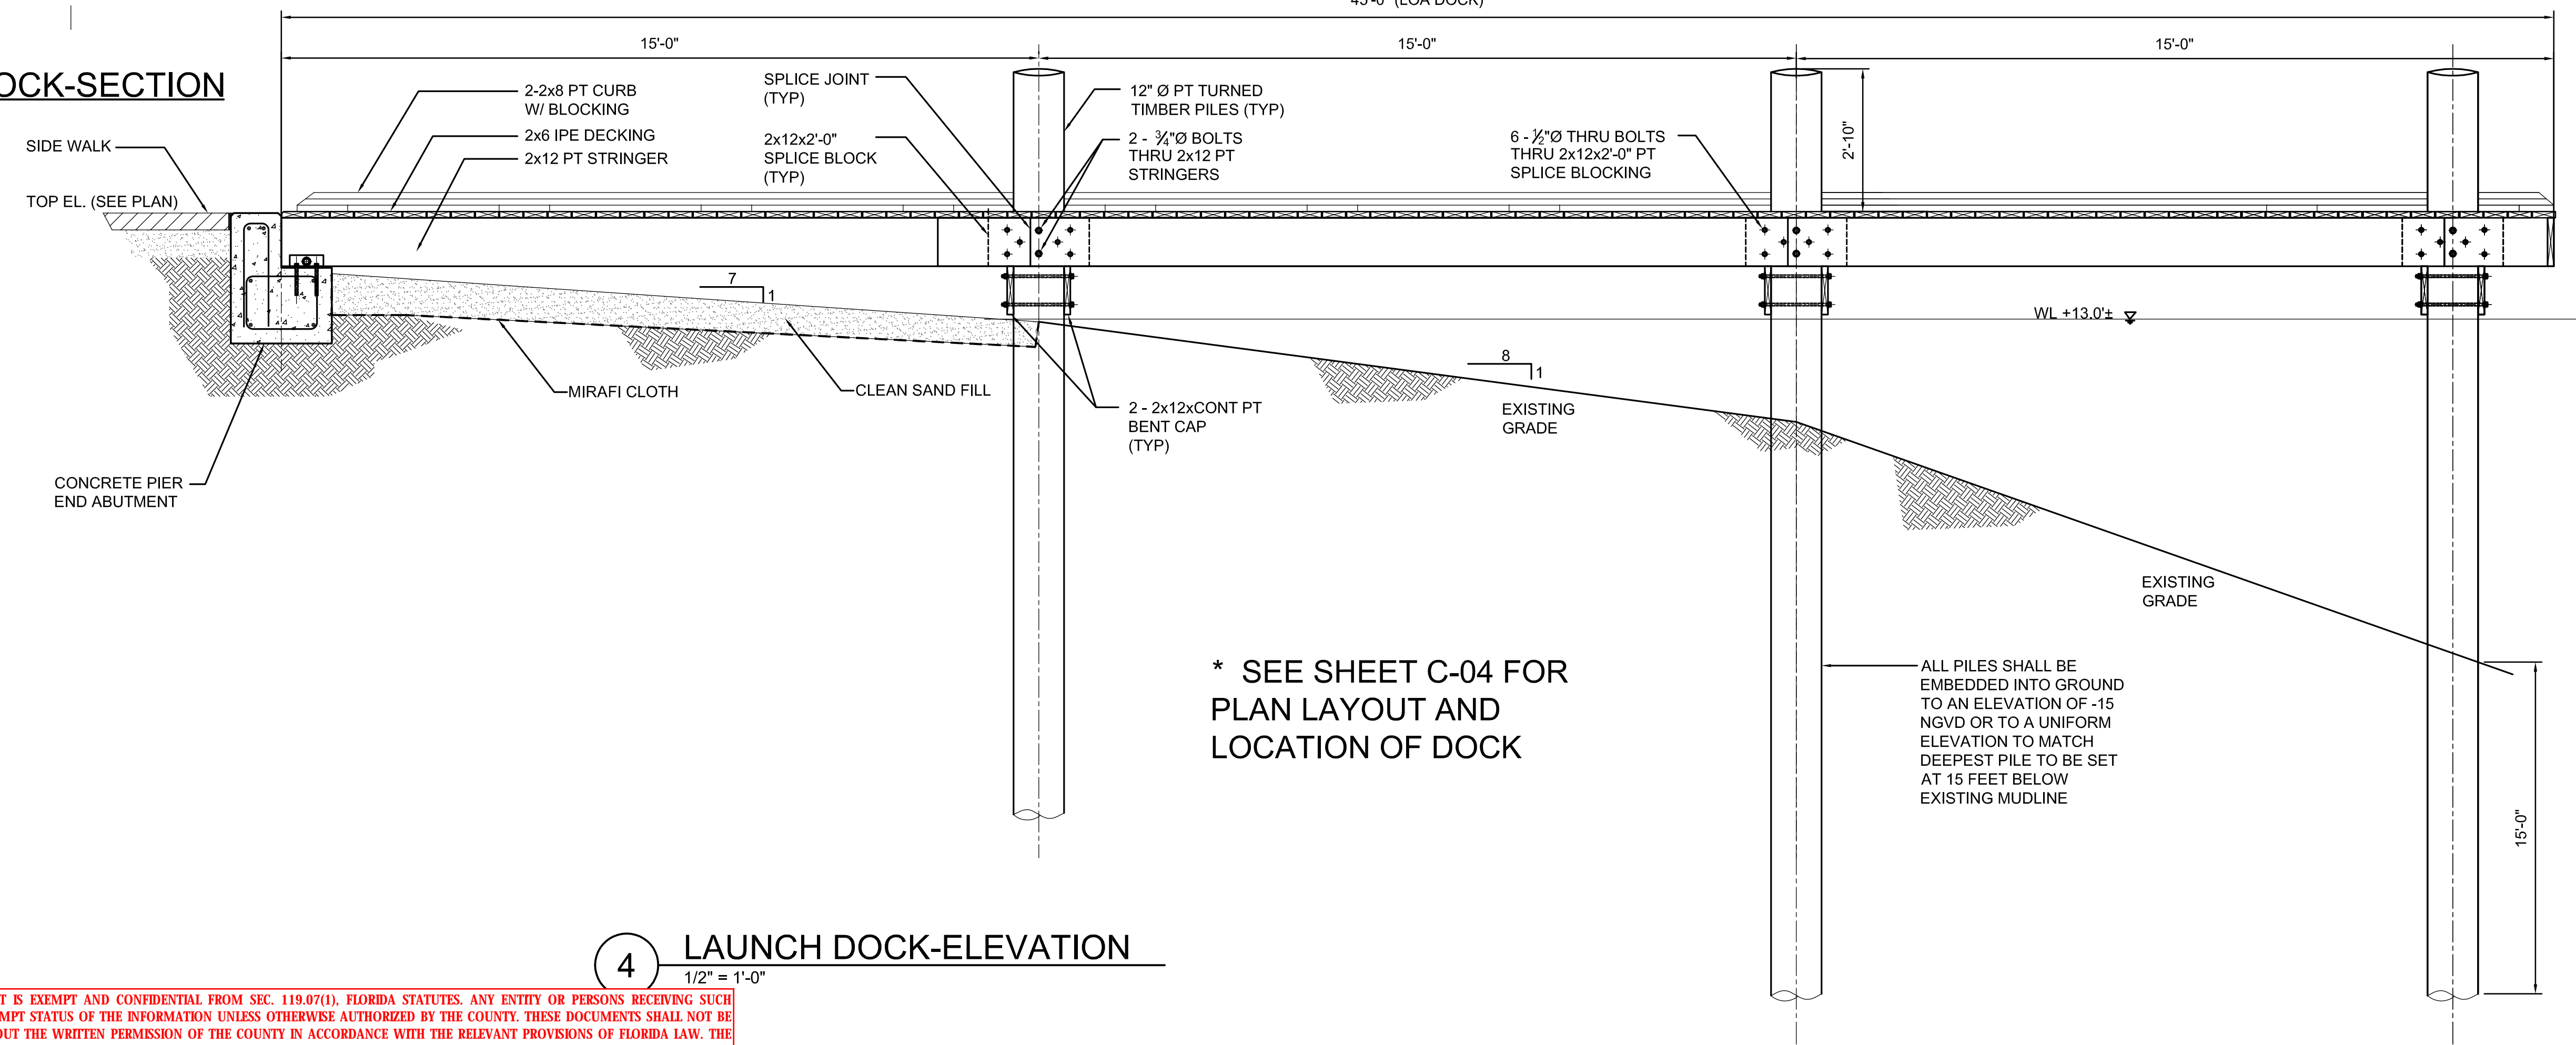 45'-0" (LOA DOCK)
15'-0"
15'-0"
15'-0"
OCK-SECTION
SIDE WALK
TOP EL. (SEE PLAN)
2-2x8 PT CURB
W/ BLOCKING
2x6 IPE DECKING
2x12 PT STRINGER
SPLICE JOINT
(TYP)
2x12x2'-0"
SPLICE BLOCK
(TYP)
12" Ø PT TURNED
TIMBER PILES (TYP)
2 - ¾"Ø BOLTS
THRU 2x12 PT
STRINGERS
6 - ½"Ø THRU BOLTS
THRU 2x12x2'-0" PT
SPLICE BLOCKING
2'-10"
7
1
WL +13.0'±
8
1
MIRAFI CLOTH
CLEAN SAND FILL
2 - 2x12xCONT PT
BENT CAP
(TYP)
EXISTING
GRADE
CONCRETE PIER
END ABUTMENT
EXISTING
GRADE
* SEE SHEET C-04 FOR
PLAN LAYOUT AND
LOCATION OF DOCK
ALL PILES SHALL BE
EMBEDDED INTO GROUND
TO AN ELEVATION OF -15
NGVD OR TO A UNIFORM
ELEVATION TO MATCH
DEEPEST PILE TO BE SET
AT 15 FEET BELOW
EXISTING MUDLINE
15'-0"
4
LAUNCH DOCK-ELEVATION
1/2" = 1'-0"
T IS EXEMPT AND CONFIDENTIAL FROM SEC. 119.07(1), FLORIDA STATUTES. ANY ENTITY OR PERSONS RECEIVING SUCH
MPT STATUS OF THE INFORMATION UNLESS OTHERWISE AUTHORIZED BY THE COUNTY. THESE DOCUMENTS SHALL NOT BE
OUT THE WRITTEN PERMISSION OF THE COUNTY IN ACCORDANCE WITH THE RELEVANT PROVISIONS OF FLORIDA LAW. THE